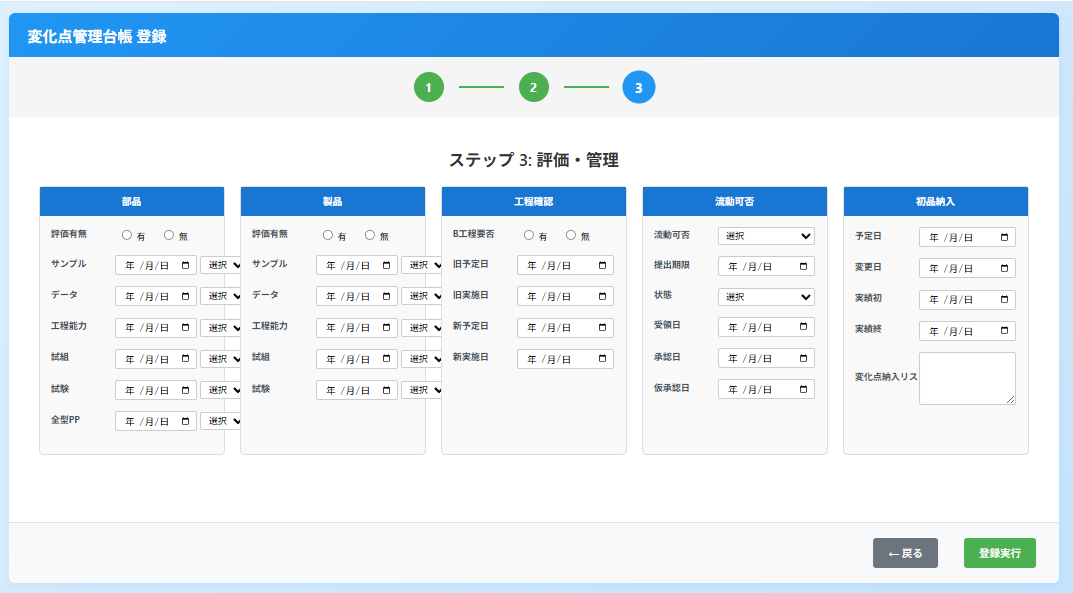 変化点管理台帳 登録
1
2
3
ステップ 3: 評価・管理
部品
評価有無 有 無
サンプル 年 /月/日 選択
データ 年 /月/日 選択
工程能力 年 /月/日 選択
試組 年 /月/日 選択
試験 年 /月/日 選択
全型PP 年 /月/日 選択
製品
評価有無 有 無
サンプル 年 /月/日 選択
データ 年 /月/日 選択
工程能力 年 /月/日 選択
試組 年 /月/日 選択
試験 年 /月/日 選択
工程確認
B工程要否 有 無
旧予定日 年 /月/日
旧実施日 年 /月/日
新予定日 年 /月/日
新実施日 年 /月/日
流動可否
流動可否 選択
提出期限 年 /月/日
状態 選択
受領日 年 /月/日
承認日 年 /月/日
仮承認日 年 /月/日
初品納入
予定日 年 /月/日
変更日 年 /月/日
実績初 年 /月/日
実績終 年 /月/日
変化点納入リス
←戻る
登録実行